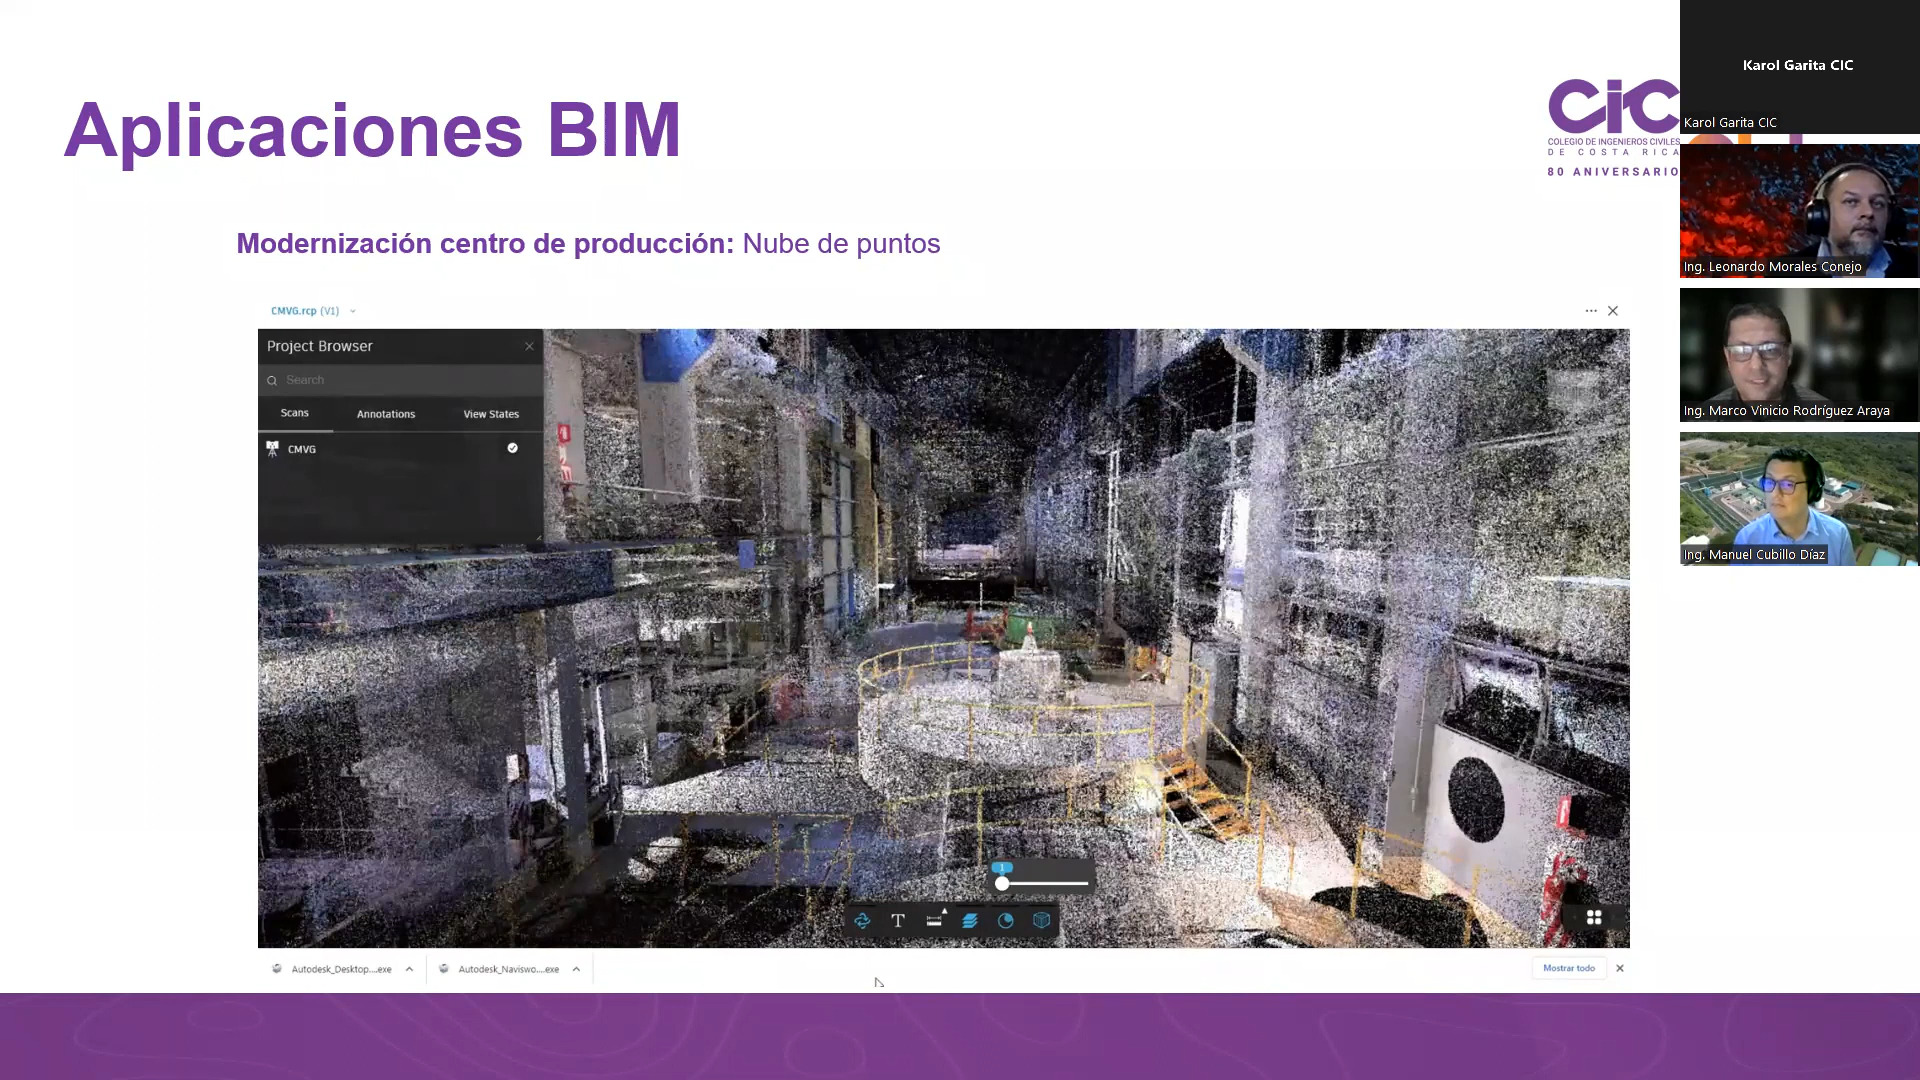 Aplicaciones BIM
CIC
COLEGIO DE INGENIEROS CIVILES
DE COSTA RICA
80 ANIVERSARIO
Modernización centro de producción: Nube de puntos
CMVG.rcp (V1)
Project Browser
Search
Scans Annotations View States
CMVG
1
T
Autodesk_Desktop....exe
Autodesk_Naviswo....exe
Mostrar todo
Karol Garita CIC
Karol Garita CIC
Ing. Leonardo Morales Conejo
Ing. Marco Vinicio Rodríguez Araya
Ing. Manuel Cubillo Díaz